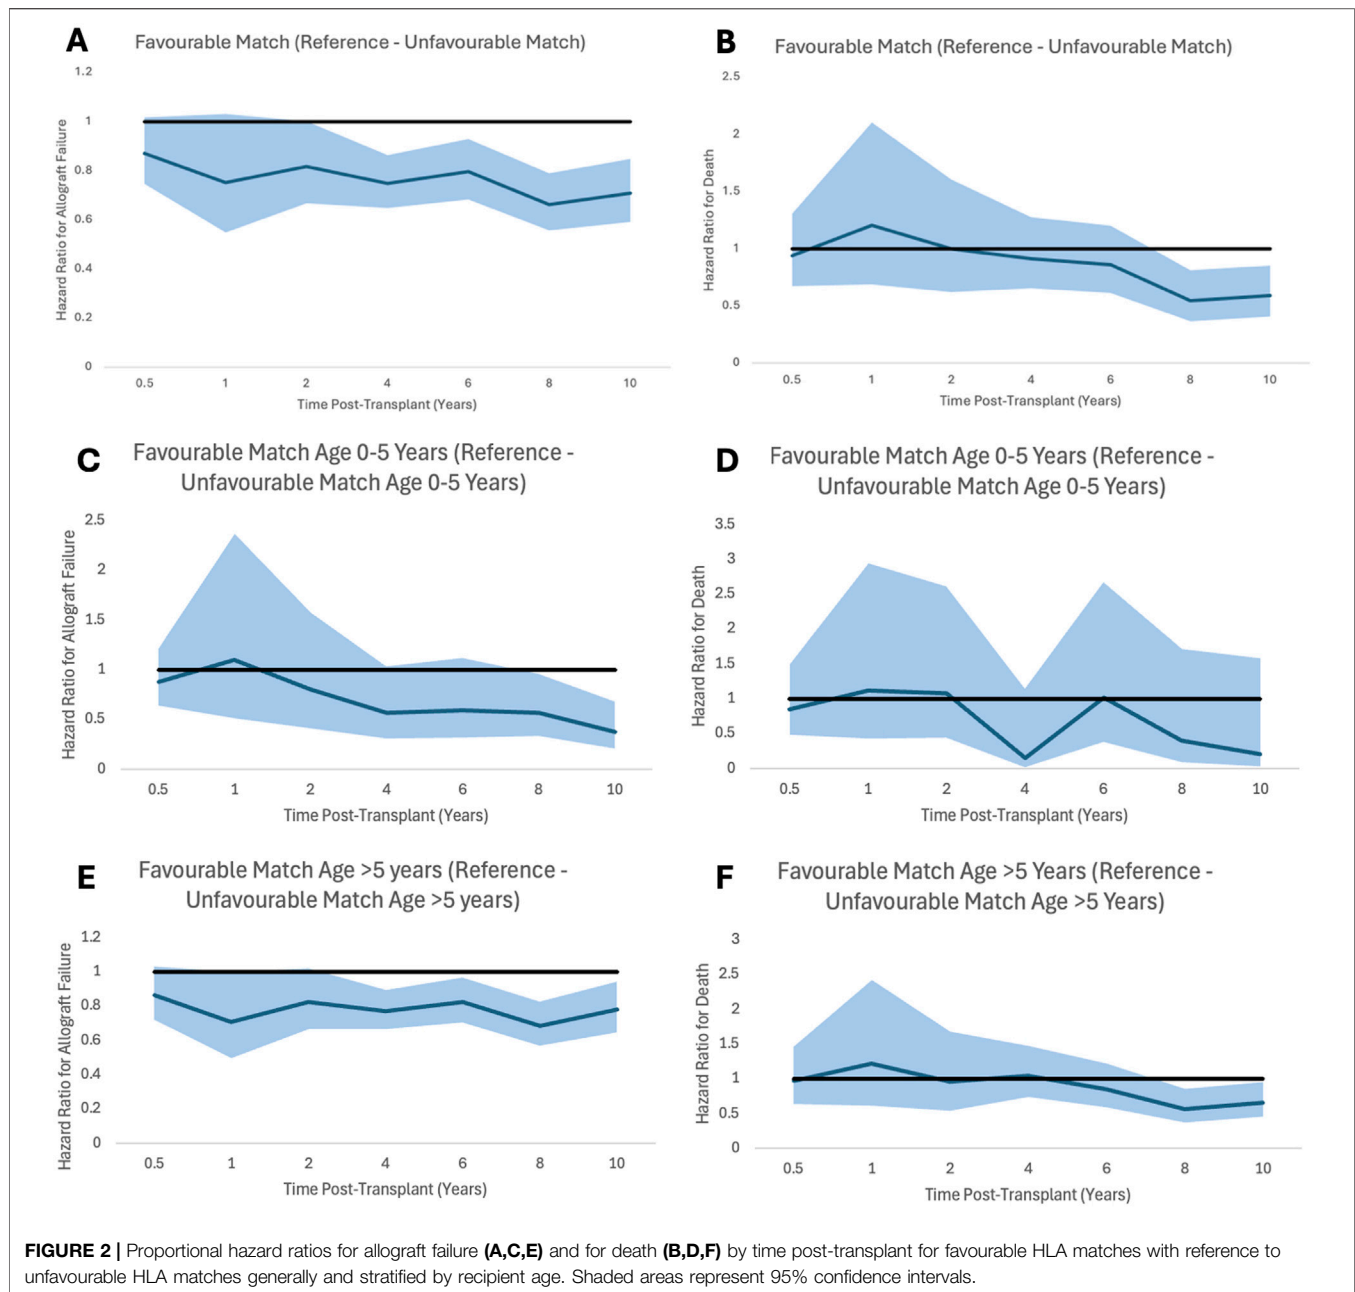 A
Favourable Match (Reference - Unfavourable Match)
Hazard Ratio for Allograft Failure
1.2
1
0.8
0.6
0.4
0.2
0
0.5 1 2 4 6 8 10
Time Post-Transplant (Years)
B
Favourable Match (Reference - Unfavourable Match)
Hazard Ratio for Death
2.5
2
1.5
1
0.5
0
0.5 1 2 4 6 8 10
Time Post-Transplant (Years)
C
Favourable Match Age 0-5 Years (Reference -
Unfavourable Match Age 0-5 Years)
Hazard Ratio for Allograft Failure
2.5
2
1.5
1
0.5
0
0.5 1 2 4 6 8 10
Time Post-Transplant (Years)
D
Favourable Match Age 0-5 Years (Reference -
Unfavourable Match Age 0-5 Years)
Hazard Ratio for Death
3.5
3
2.5
2
1.5
1
0.5
0
0.5 1 2 4 6 8 10
Time Post-Transplant (Years)
E
Favourable Match Age >5 years (Reference -
Unfavourable Match Age >5 years)
Hazard Ratio for Allograft Failure
1.2
1
0.8
0.6
0.4
0.2
0
0.5 1 2 4 6 8 10
Time Post-Transplant (Years)
F
Favourable Match Age >5 Years (Reference -
Unfavourable Match Age >5 Years)
Hazard Ratio for Death
3
2.5
2
1.5
1
0.5
0
0.5 1 2 4 6 8 10
Time Post-Transplant (Years)
FIGURE 2 | Proportional hazard ratios for allograft failure (A,C,E) and for death (B,D,F) by time post-transplant for favourable HLA matches with reference to
unfavourable HLA matches generally and stratified by recipient age. Shaded areas represent 95% confidence intervals.